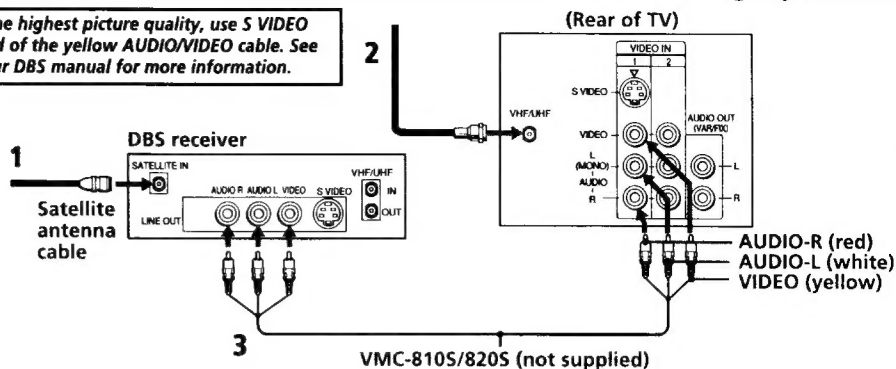 he highest picture quality, use S VIDEO
d of the yellow AUDIO/VIDEO cable. See
ur DBS manual for more information.
2
(Rear of TV)
VIDEO IN
1 2
S VIDEO
VHF/UHF
VIDEO
AUDIO OUT
(VAR/FIX)
L
(MONO)
AUDIO
R
L
R
1
DBS receiver
SATELLITE IN
VHF/UHF
AUDIO R AUDIO L VIDEO S VIDEO
IN
OUT
LINE OUT
Satellite
antenna
cable
AUDIO-R (red)
AUDIO-L (white)
VIDEO (yellow)
3
VMC-810S/820S (not supplied)